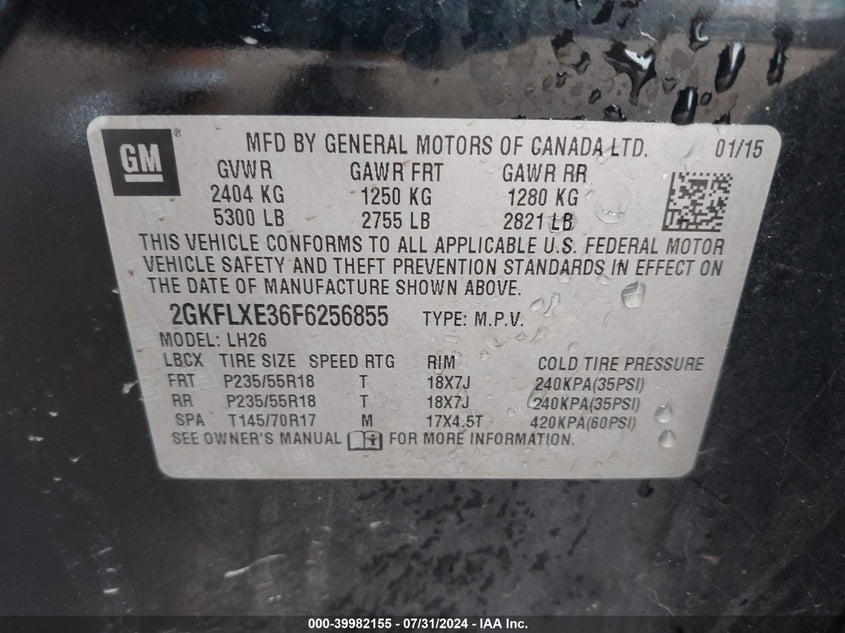 GM
MFD BY GENERAL MOTORS OF CANADA LTD. 01/15
GVWR GAWR FRT GAWR RR
2404 KG 1250 KG 1280 KG
5300 LB 2755 LB 2821 LB
THIS VEHICLE CONFORMS TO ALL APPLICABLE U.S. FEDERAL MOTOR
VEHICLE SAFETY AND THEFT PREVENTION STANDARDS IN EFFECT ON
THE DATE OF MANUFACTURE SHOWN ABOVE.
2GKFLXE36F6256855 TYPE: M.P.V.
MODEL: LH26
LBCX TIRE SIZE SPEED RTG RIM COLD TIRE PRESSURE
FRT P235/55R18 T 18X7J 240KPA(35PSI)
RR P235/55R18 T 18X7J 240KPA(35PSI)
SPA T145/70R17 M 17X4.5T 420KPA(60PSI)
SEE OWNER'S MANUAL FOR MORE INFORMATION.
000-39982155 - 07/31/2024 - IAA Inc.